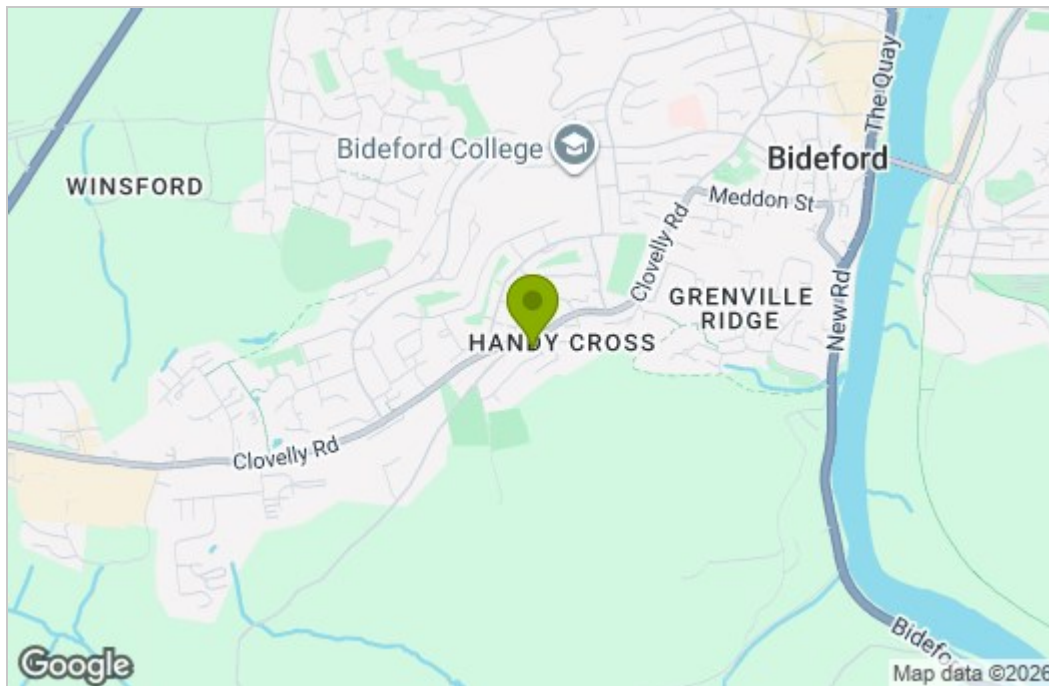 The Quay
Bideford College
Bideford
WINSFORD
Meddon St
Clovelly Rd
GRENVILLE
RIDGE
New Rd
HANDY CROSS
Clovelly Rd
Bidefor
Google
Map data ©2026